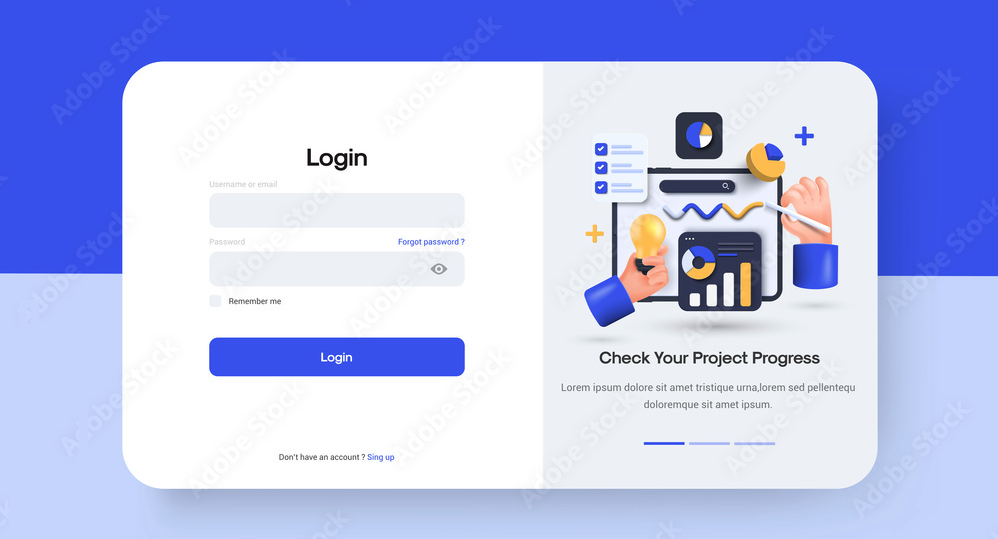 Login
Username or email
Password
Forgot password ?
Remember me
Login
Don't have an account ? Sing up
Check Your Project Progress
Lorem ipsum dolore sit amet tristique urna,lorem sed pellentequ
doloremque sit amet ipsum.
Adobe Stock